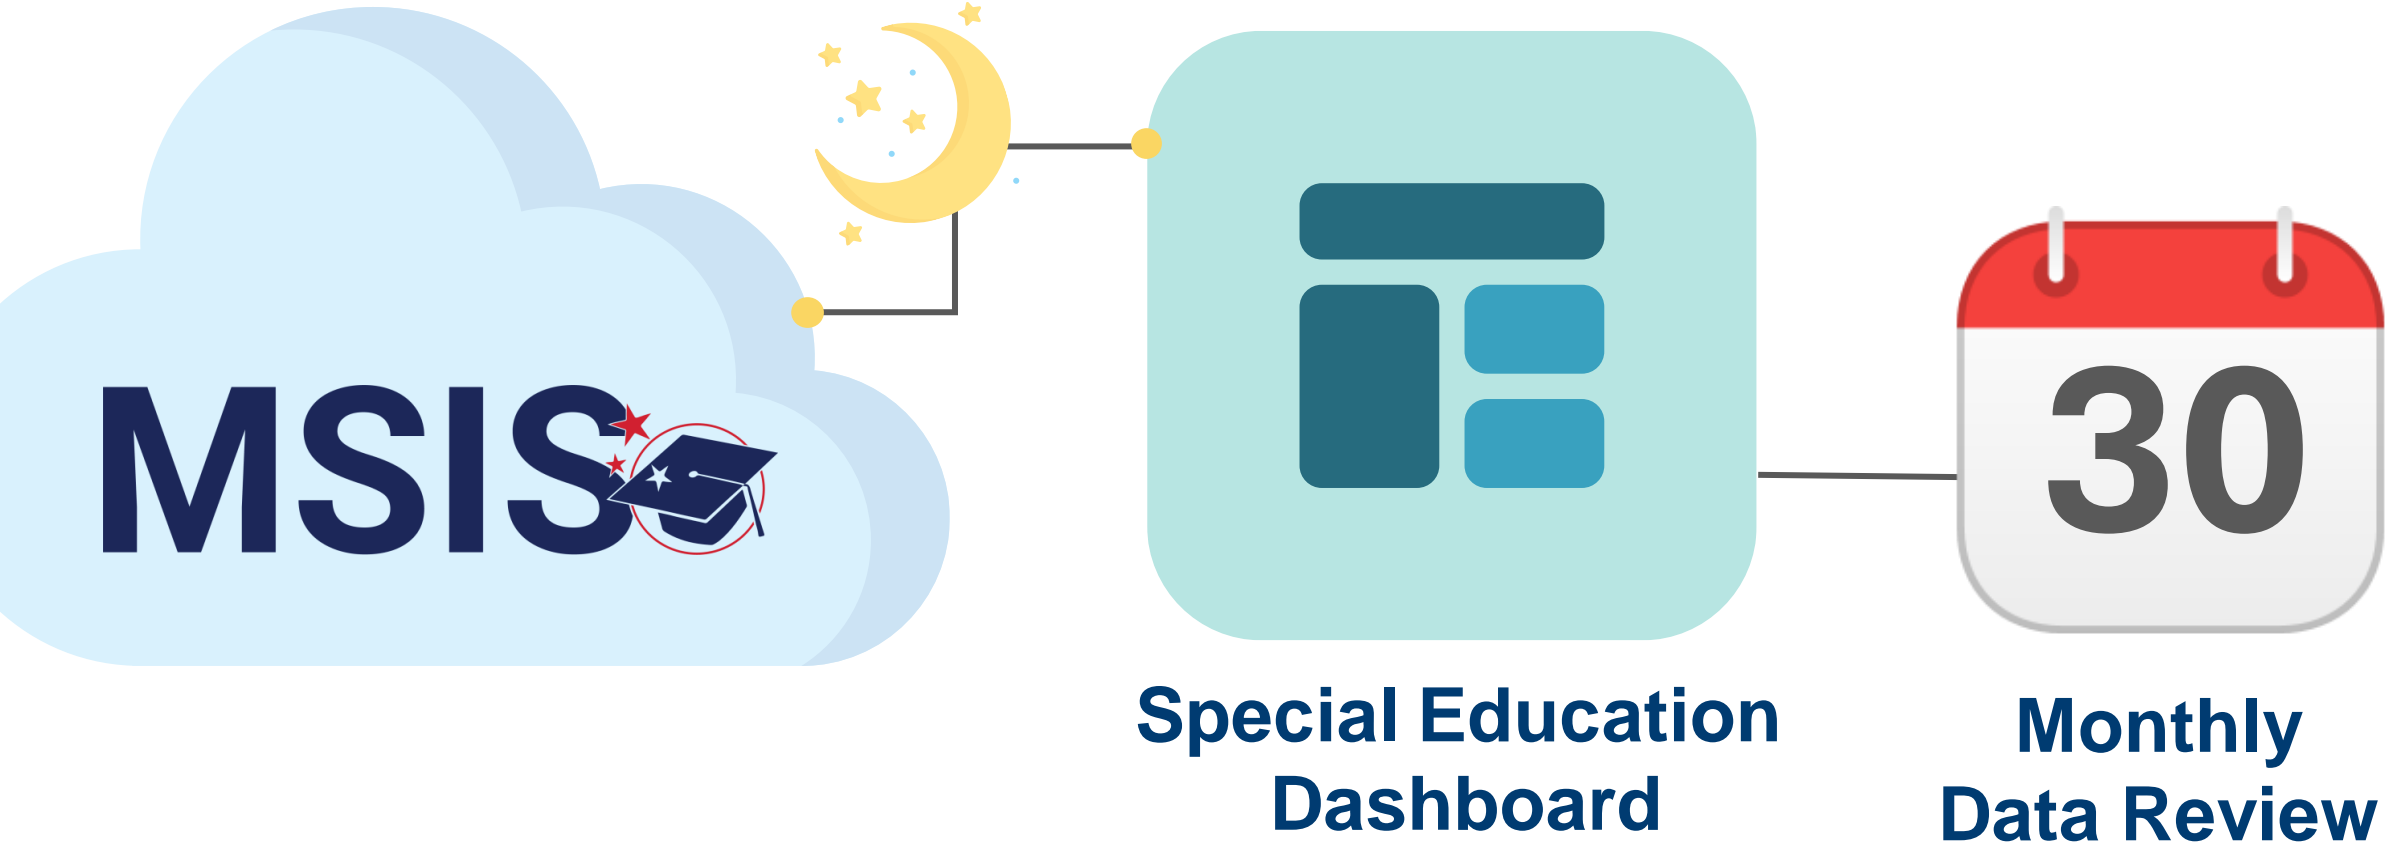 MSIS
30
Special Education
Dashboard
Monthly
Data Review